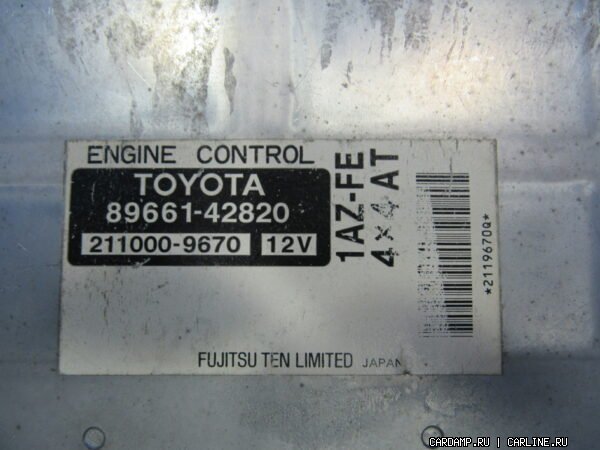 ENGINE CONTROL
TOYOTA
89661-42820
211000-9670 12V
1AZ-FE
4×4 AT
*2119670Q*
FUJITSU TEN LIMITED JAPAN
CARDAMP.RU | CARLINE.RU